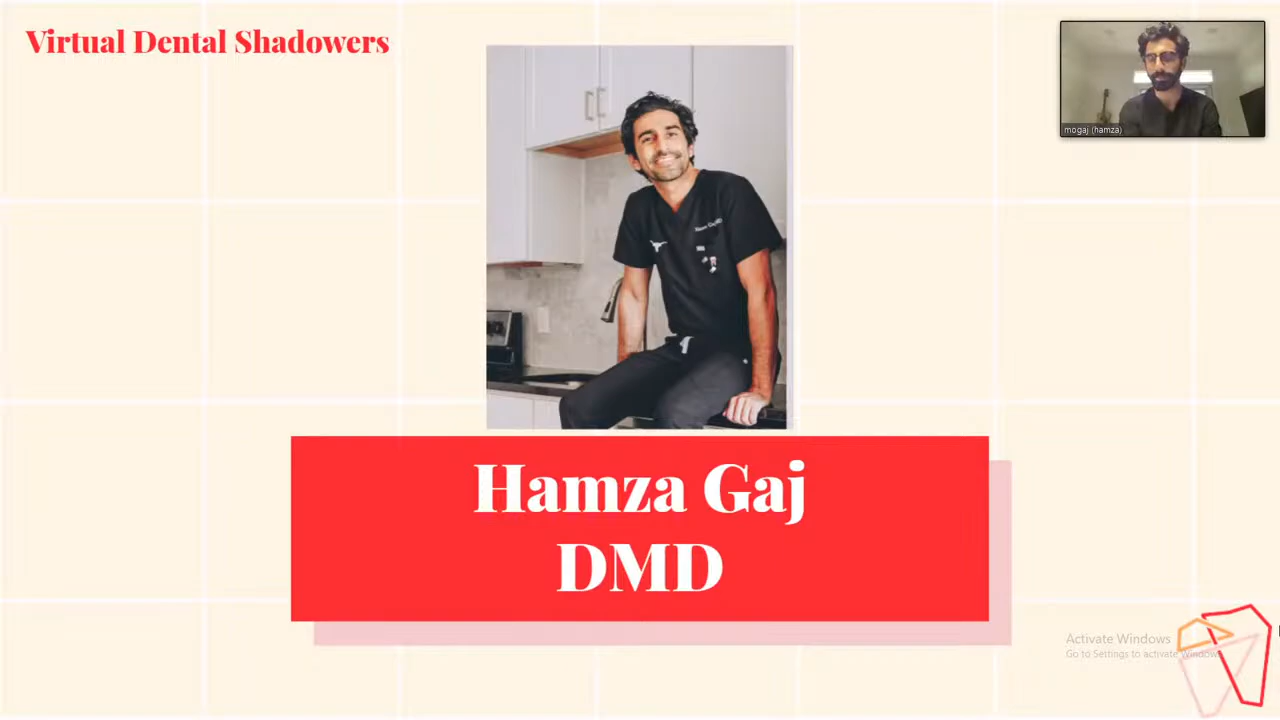 Virtual Dental Shadowers
mogaj (hamza)
Hamza Gaj
DMD
Activate Windows
Go to Settings to activate Windows